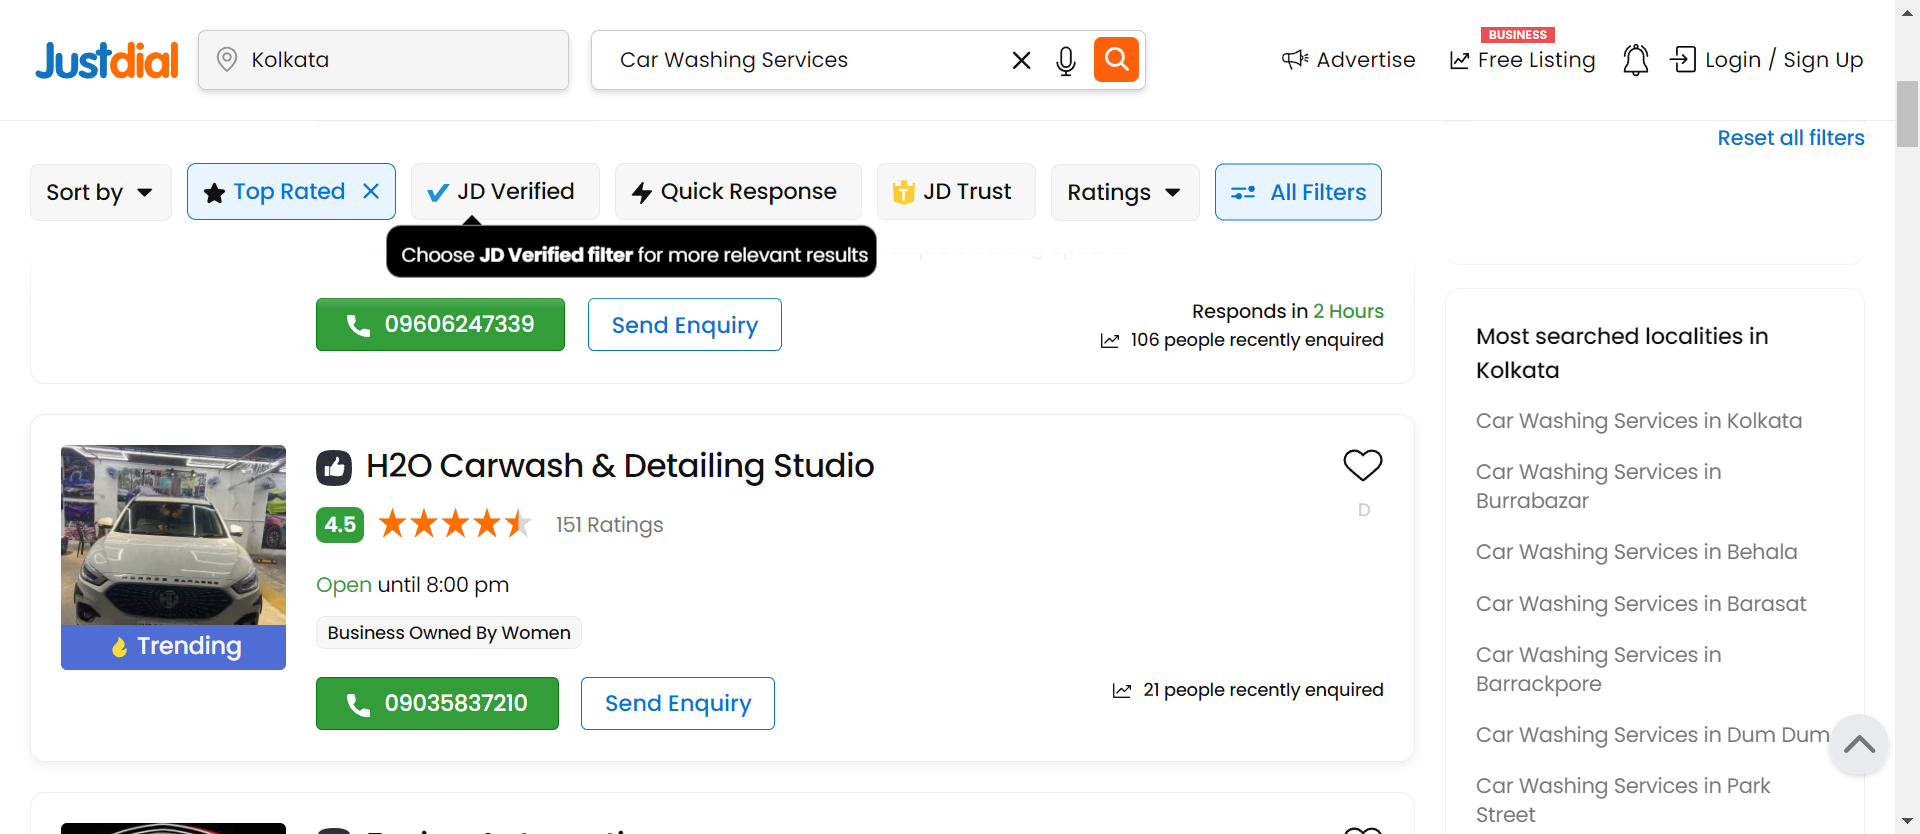 Justdial
Kolkata
Car Washing Services
Advertise
BUSINESS
Free Listing
Login / Sign Up
Reset all filters
Sort by
Top Rated
JD Verified
Quick Response
JD Trust
Ratings
All Filters
Choose JD Verified filter for more relevant results
09606247339
Send Enquiry
Responds in 2 Hours
106 people recently enquired
H2O Carwash & Detailing Studio
4.5
151 Ratings
D
Open until 8:00 pm
Business Owned By Women
Trending
09035837210
Send Enquiry
21 people recently enquired
Most searched localities in
Kolkata
Car Washing Services in Kolkata
Car Washing Services in
Burrabazar
Car Washing Services in Behala
Car Washing Services in Barasat
Car Washing Services in
Barrackpore
Car Washing Services in Dum Dum
Car Washing Services in Park
Street